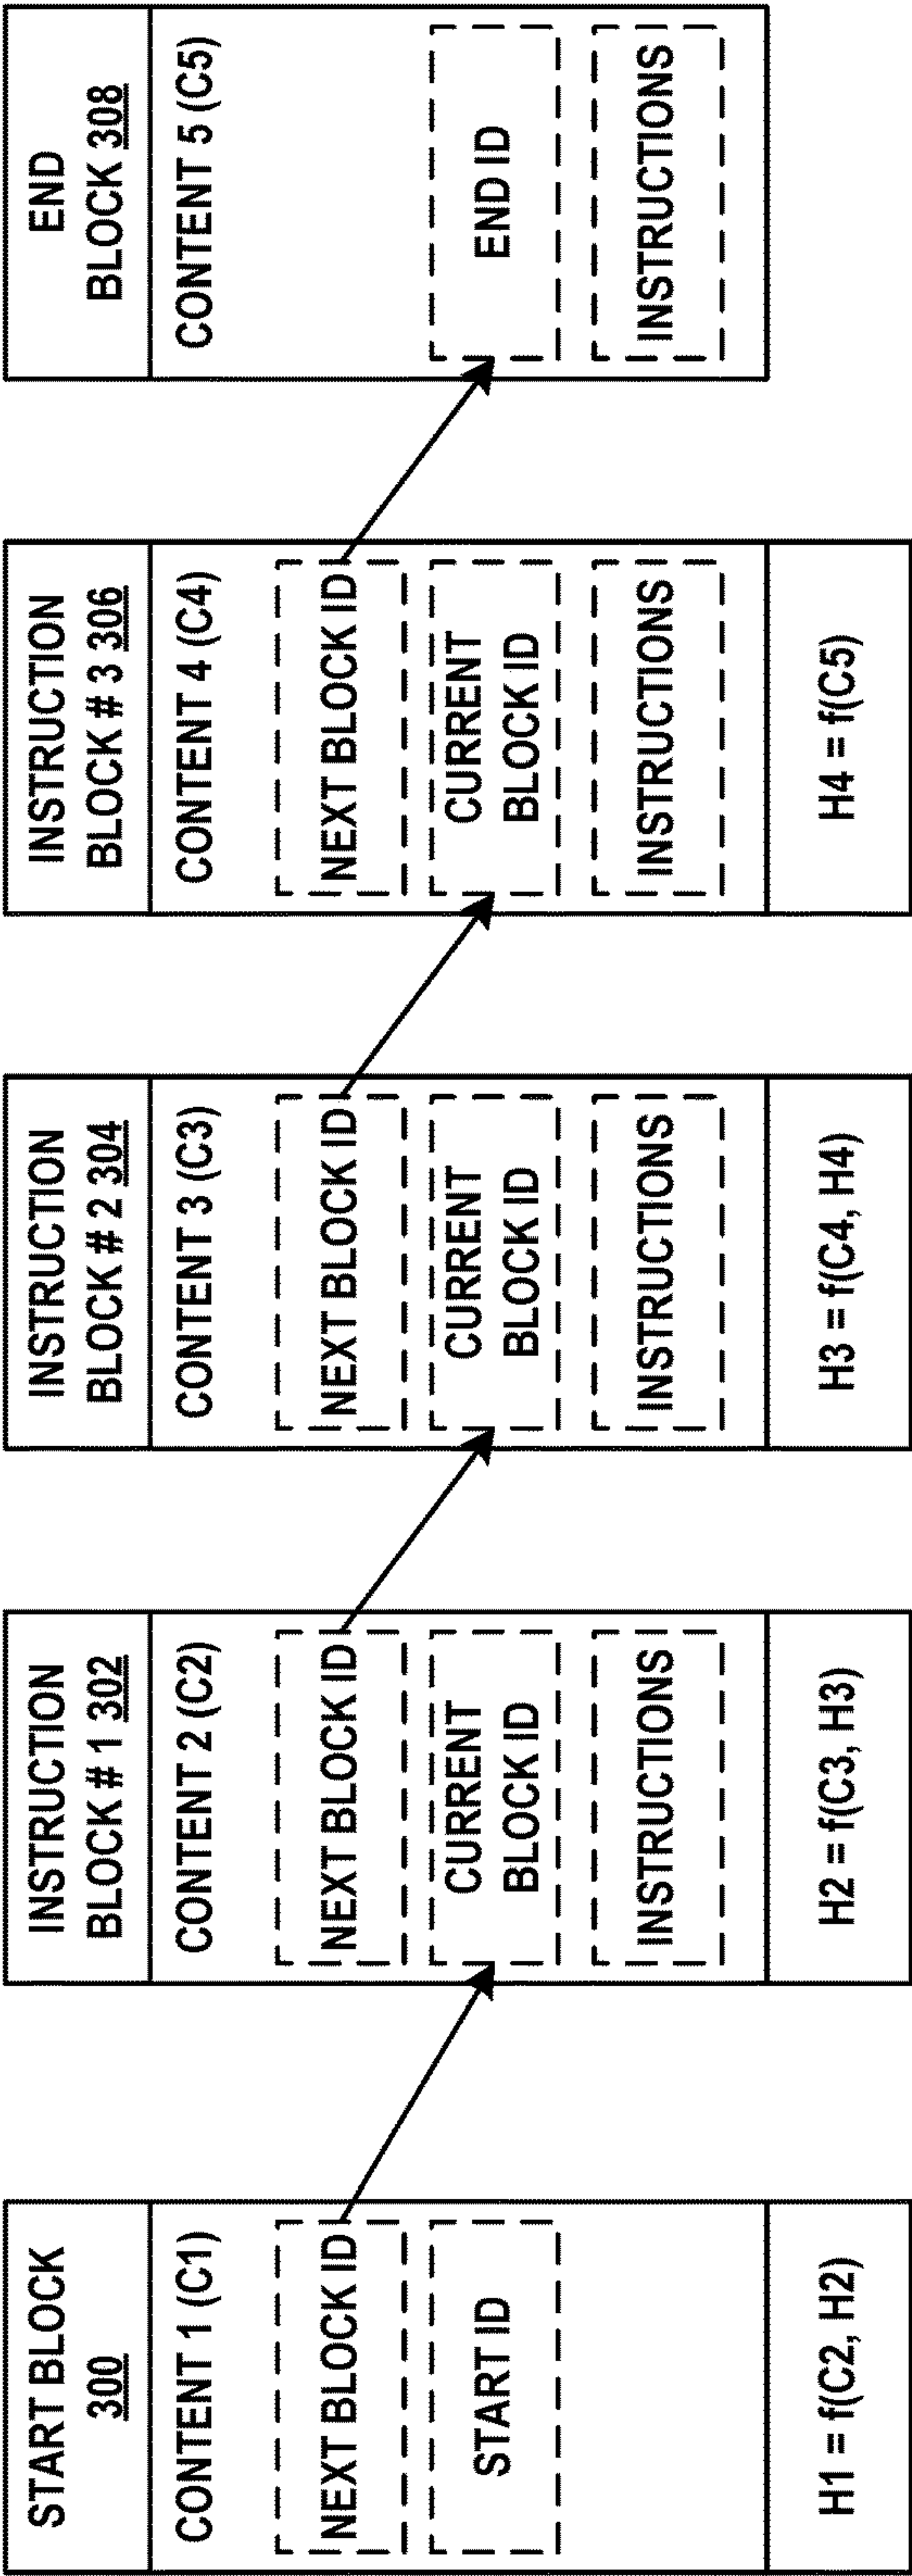 START BLOCK
300
CONTENT 1 (C1)
NEXT BLOCK ID
START ID
H1 = f(C2, H2)
INSTRUCTION
BLOCK # 1 302
CONTENT 2 (C2)
NEXT BLOCK ID
CURRENT
BLOCK ID
INSTRUCTIONS
H2 = f(C3, H3)
INSTRUCTION
BLOCK # 2 304
CONTENT 3 (C3)
NEXT BLOCK ID
CURRENT
BLOCK ID
INSTRUCTIONS
H3 = f(C4, H4)
INSTRUCTION
BLOCK # 3 306
CONTENT 4 (C4)
NEXT BLOCK ID
CURRENT
BLOCK ID
INSTRUCTIONS
H4 = f(C5)
END
BLOCK 308
CONTENT 5 (C5)
END ID
INSTRUCTIONS